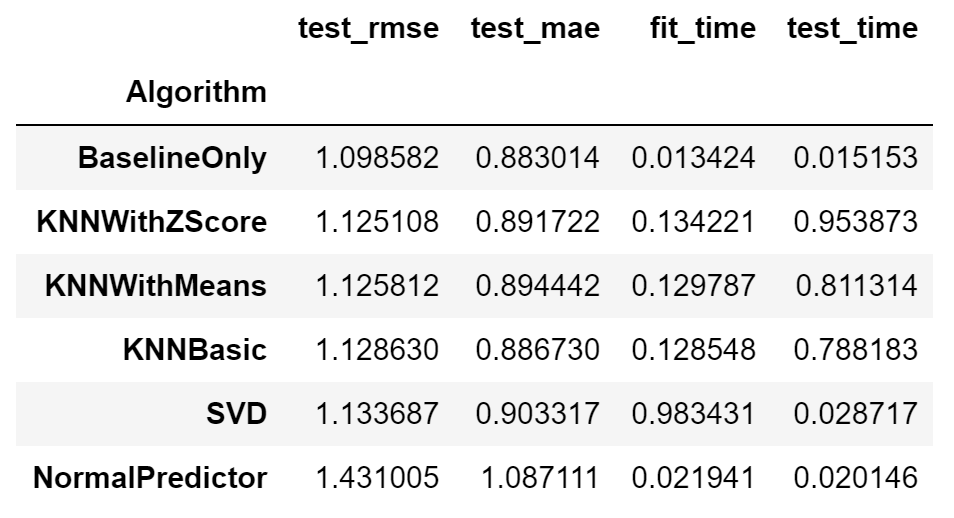 test_rmse test_mae fit_time test_time
Algorithm
BaselineOnly 1.098582 0.883014 0.013424 0.015153
KNNWithZScore 1.125108 0.891722 0.134221 0.953873
KNNWithMeans 1.125812 0.894442 0.129787 0.811314
KNNBasic 1.128630 0.886730 0.128548 0.788183
SVD 1.133687 0.903317 0.983431 0.028717
NormalPredictor 1.431005 1.087111 0.021941 0.020146